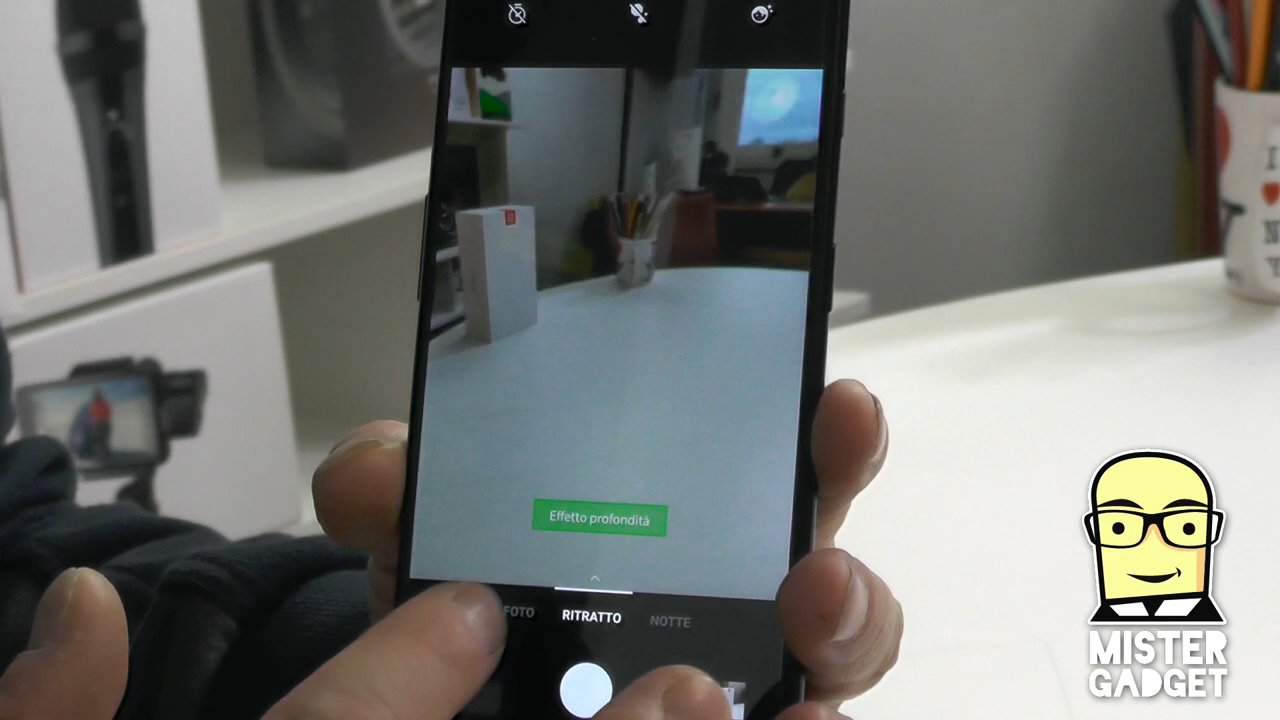 I
N
Y
Effetto profondità
FOTO
RITRATTO
NOTTE
MISTER
GADGET